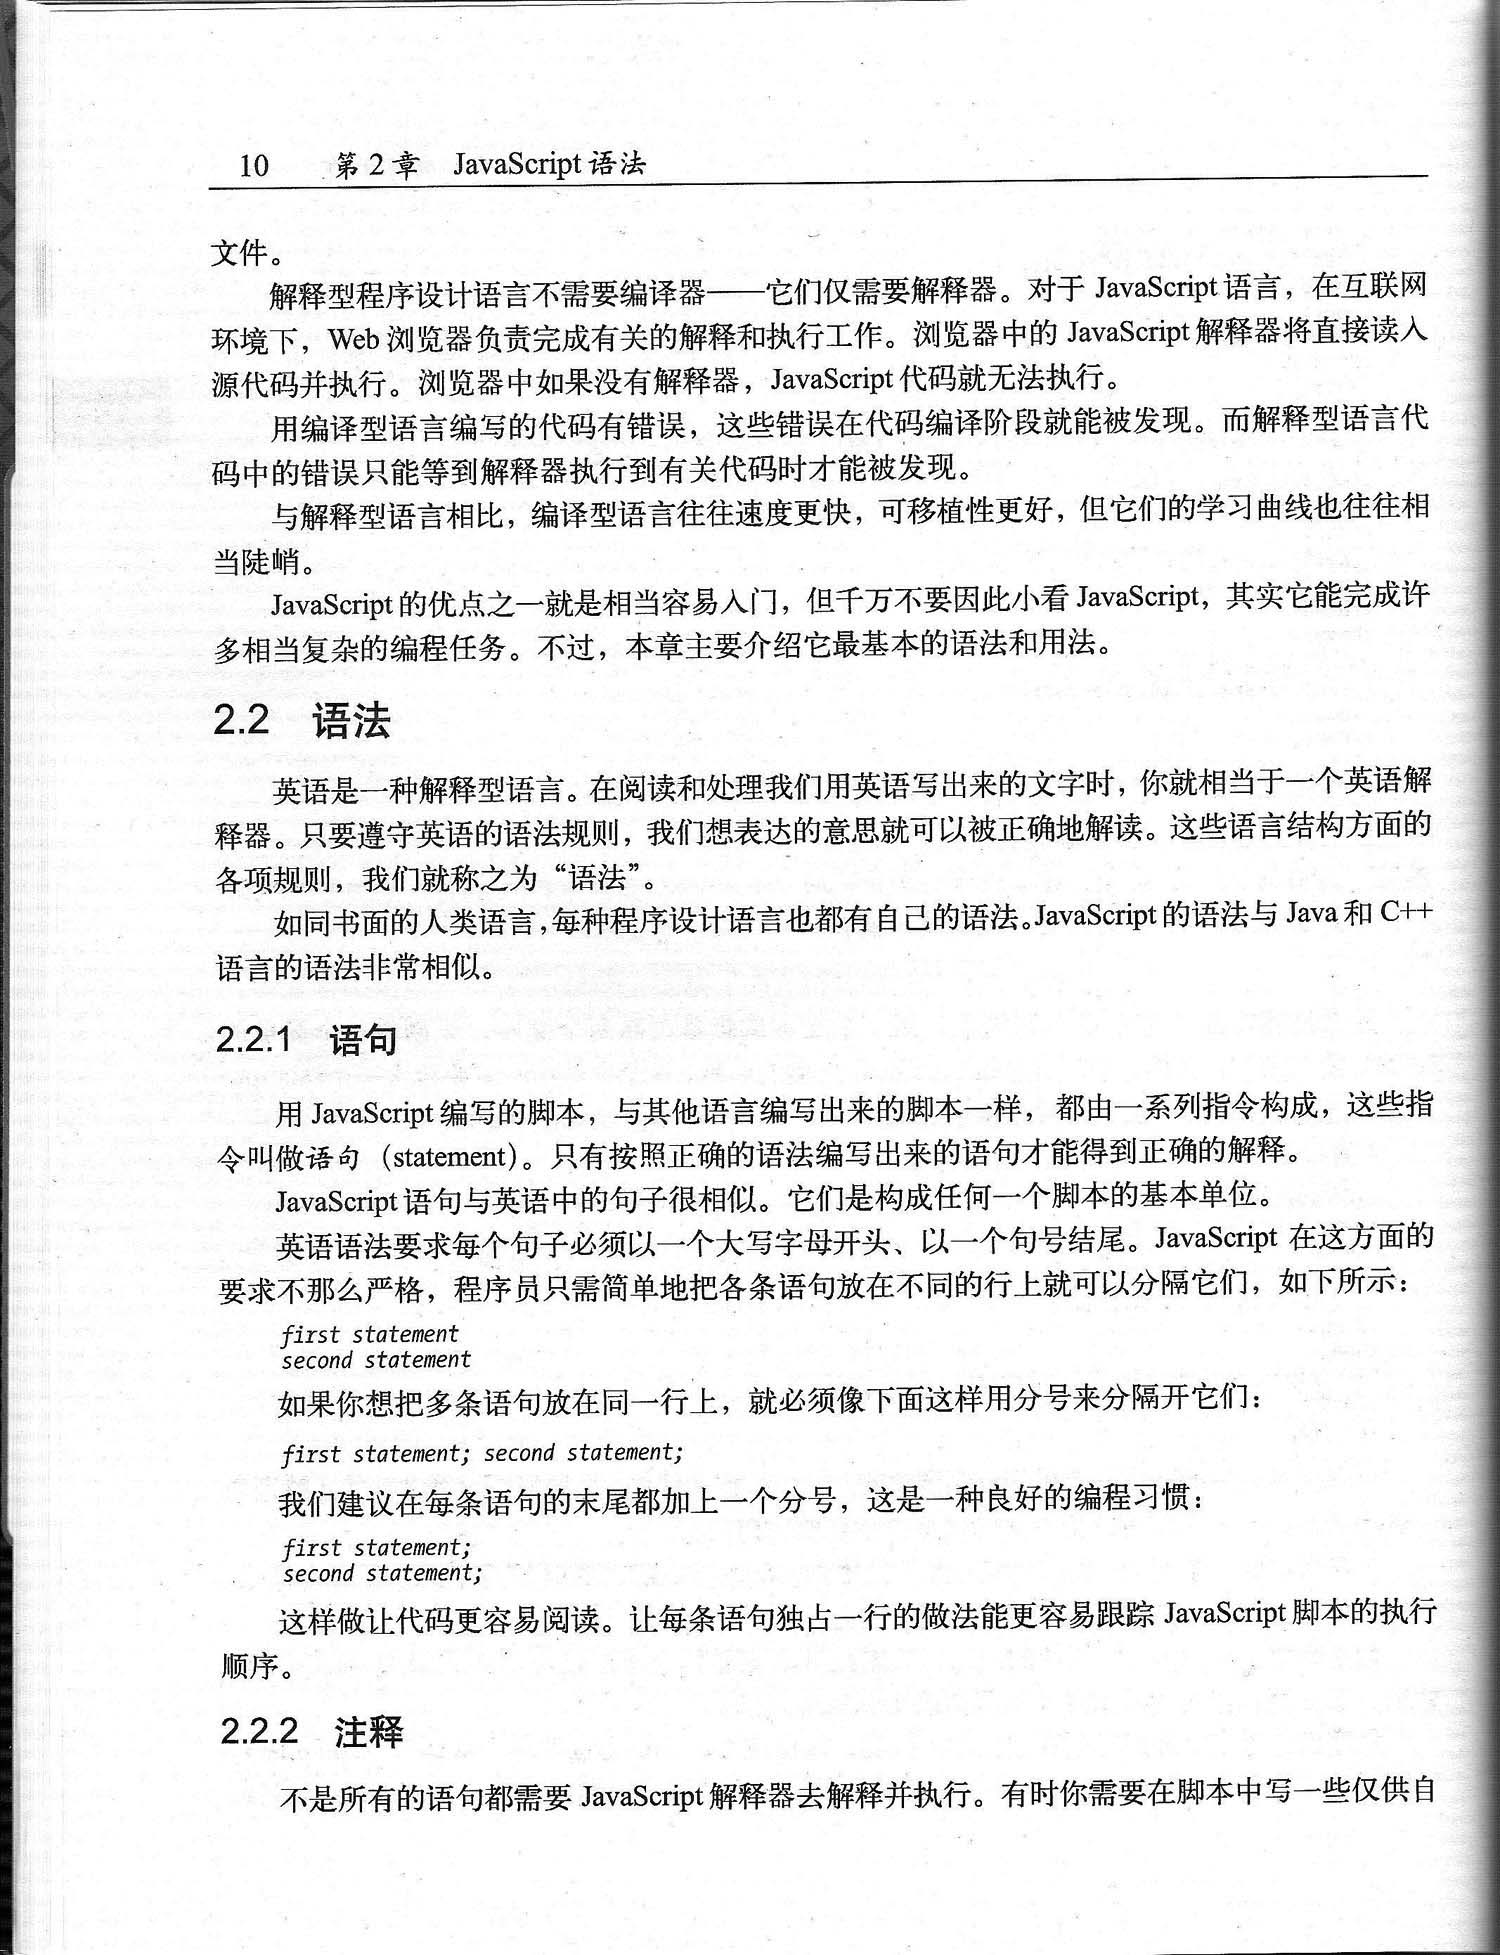 10 第 2 章 JavaScript 语法
文件。
解释型程序设计语言不需要编译器——它们仅需要解释器。对于 JavaScript 语言，在互联网
环境下，Web 浏览器负责完成有关的解释和执行工作。浏览器中的 JavaScript 解释器将直接读入
源代码并执行。浏览器中如果没有解释器，JavaScript 代码就无法执行。
用编译型语言编写的代码有错误，这些错误在代码编译阶段就能被发现。而解释型语言代
码中的错误只能等到解释器执行到有关代码时才能被发现。
与解释型语言相比，编译型语言往往速度更快，可移植性更好，但它们的学习曲线也往往相
当陡峭。
JavaScript 的优点之一就是相当容易入门，但千万不要因此小看 JavaScript，其实它能完成许
多相当复杂的编程任务。不过，本章主要介绍它最基本的语法和用法。
2.2 语法
英语是一种解释型语言。在阅读和处理我们用英语写出来的文字时，你就相当于一个英语解
释器。只要遵守英语的语法规则，我们想表达的意思就可以被正确地解读。这些语言结构方面的
各项规则，我们就称之为“语法”。
如同书面的人类语言，每种程序设计语言也都有自己的语法。JavaScript 的语法与 Java 和 C++
语言的语法非常相似。
2.2.1 语句
用 JavaScript 编写的脚本，与其他语言编写出来的脚本一样，都由一系列指令构成，这些指
令叫做语句（statement）。只有按照正确的语法编写出来的语句才能得到正确的解释。
JavaScript 语句与英语中的句子很相似。它们是构成任何一个脚本的基本单位。
英语语法要求每个句子必须以一个大写字母开头、以一个句号结尾。JavaScript 在这方面的
要求不那么严格，程序员只需简单地把各条语句放在不同的行上就可以分隔它们，如下所示：
first statement
second statement
如果你想把多条语句放在同一行上，就必须像下面这样用分号来分隔开它们：
first statement; second statement;
我们建议在每条语句的末尾都加上一个分号，这是一种良好的编程习惯：
first statement;
second statement;
这样做让代码更容易阅读。让每条语句独占一行的做法能更容易跟踪 JavaScript 脚本的执行
顺序。
2.2.2 注释
不是所有的语句都需要 JavaScript 解释器去解释并执行。有时你需要在脚本中写一些仅供自